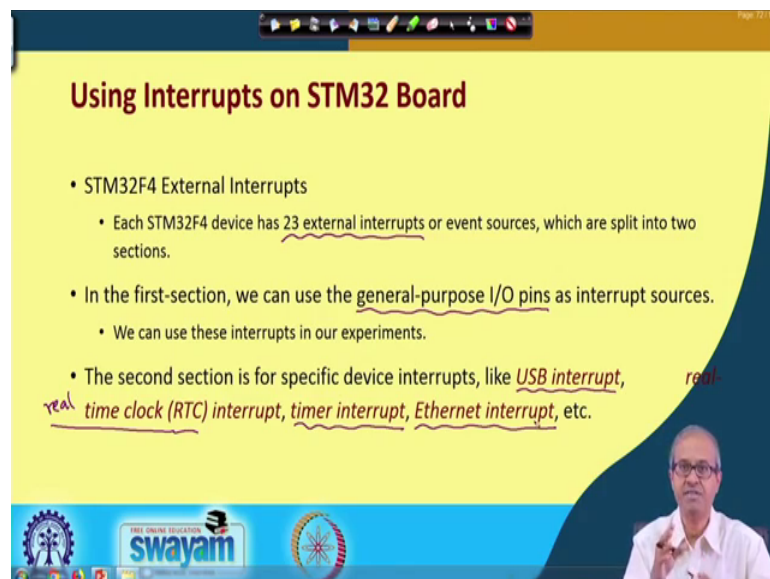 Page 72 /
Using Interrupts on STM32 Board
• STM32F4 External Interrupts
• Each STM32F4 device has 23 external interrupts or event sources, which are split into two
sections.
• In the first-section, we can use the general-purpose I/O pins as interrupt sources.
• We can use these interrupts in our experiments.
• The second section is for specific device interrupts, like USB interrupt, real-
real time clock (RTC) interrupt, timer interrupt, Ethernet interrupt, etc.
FREE ONLINE EDUCATION
swayam